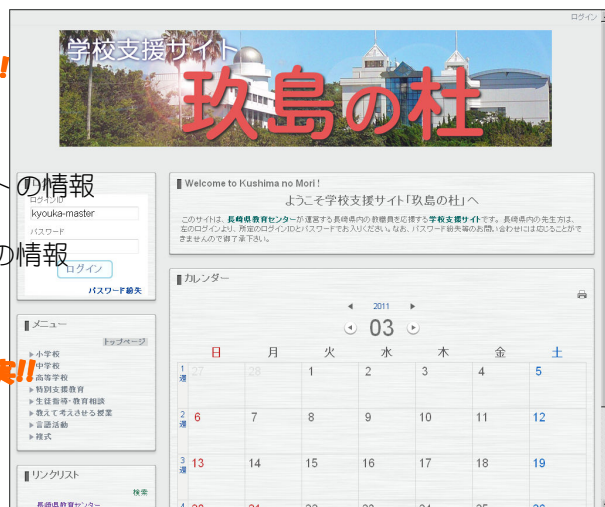 ログイン
学校支援サイト
玖島の杜
!
トの情報
の情報
!!
ログインID
kyouka-master
パスワード
ログイン
パスワード紛失
Welcome to Kushima no Mori !
ようこそ学校支援サイト「玖島の杜」へ
このサイトは、長崎県教育センターが運営する長崎県内の教職員を応援する学校支援サイトです。長崎県内の先生方は、
左のログインより、所定のログインIDとパスワードでお入りください。なお、パスワード紛失等のお問い合わせには応じることがで
きませんので御了承下さい。
メニュー
トップページ
小学校
中学校
高等学校
特別支援教育
生徒指導・教育相談
教えて考えさせる授業
言語活動
複式
リンクリスト
検索
長崎県教育センター
カレンダー
2011
03
日 月 火 水 木 金 土
1週 27 28 1 2 3 4 5
2週 6 7 8 9 10 11 12
3週 13 14 15 16 17 18 19
4 20 21 22 23 24 25 26